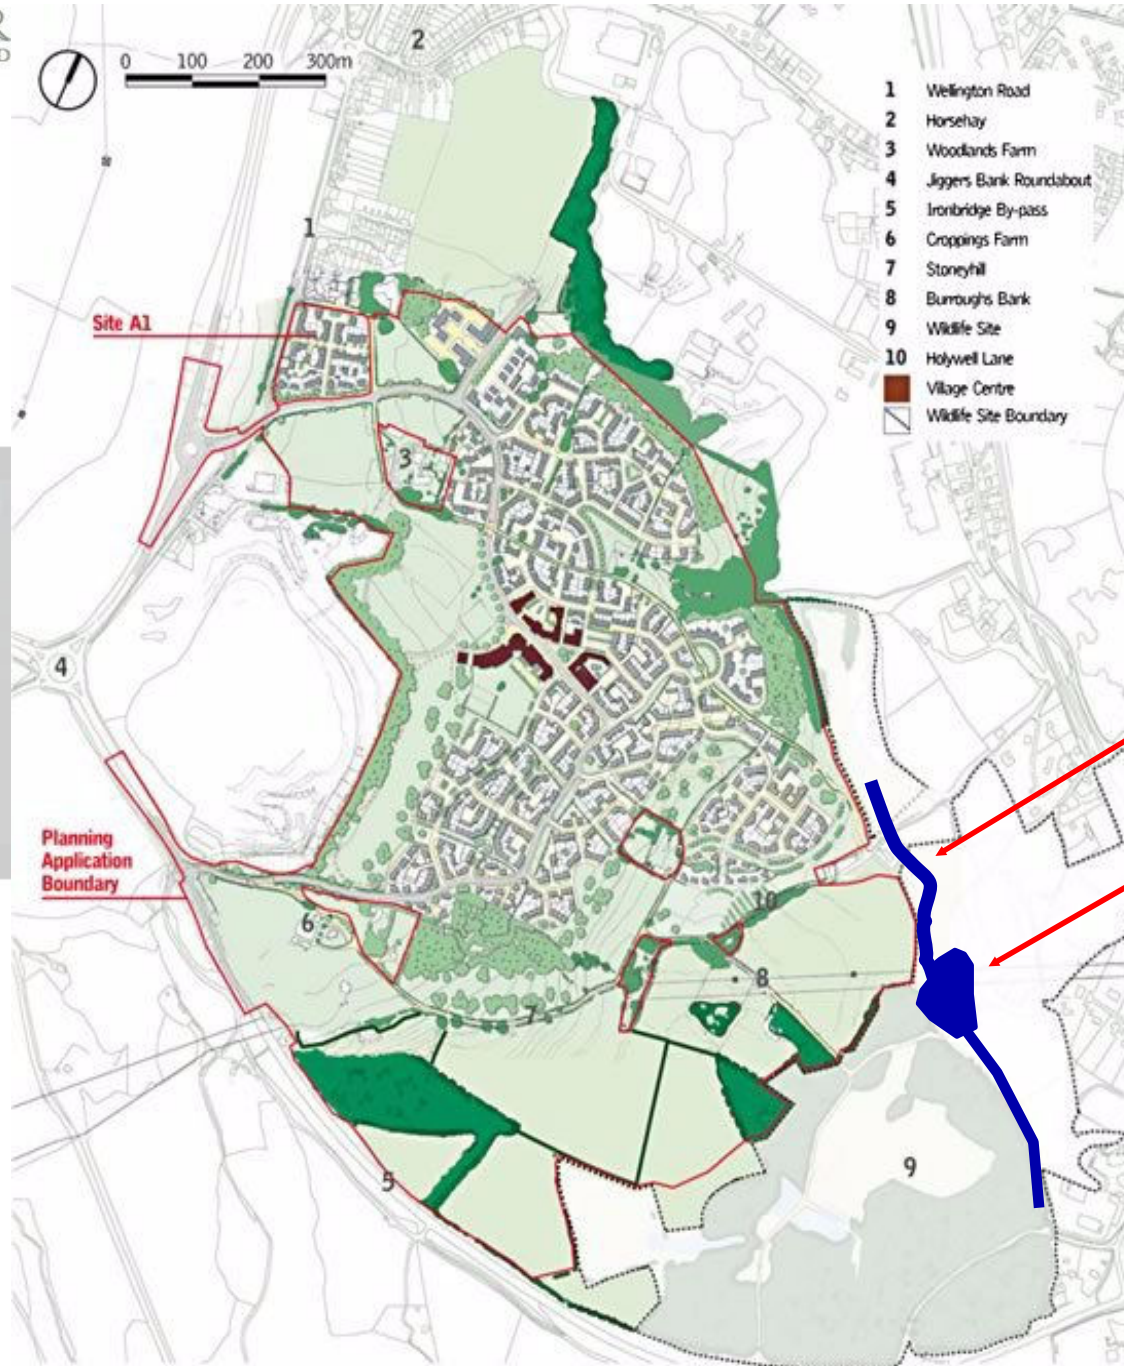 R
D
0 100 200 300m
2
1 Wellington Road
2 Horsehay
3 Woodlands Farm
4 Jiggers Bank Roundabout
5 Ironbridge By-pass
6 Croppings Farm
7 Stoneyhill
8 Burroughs Bank
9 Wildlife Site
10 Holywell Lane
Village Centre
Wildlife Site Boundary
1
Site A1
3
4
Planning
Application
Boundary
10
6
8
7
9
5